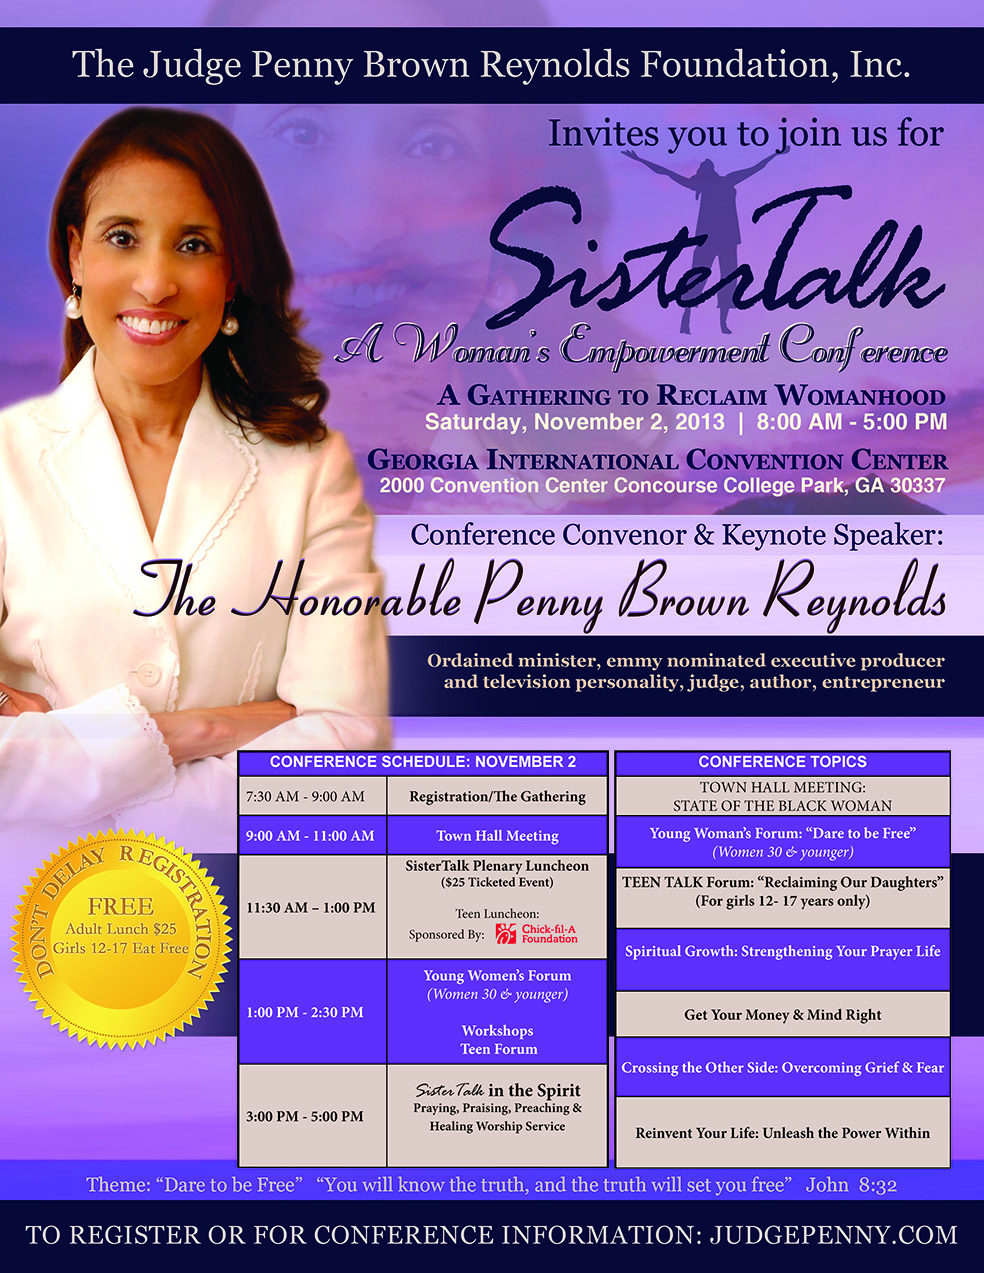 The Judge Penny Brown Reynolds Foundation, Inc.
Invites you to join us for
SisterTalk
A Woman's Empowerment Conference
A Gathering to Reclaim Womanhood
Saturday, November 2, 2013 | 8:00 AM - 5:00 PM
Georgia International Convention Center
2000 Convention Center Concourse College Park, GA 30337
Conference Convenor & Keynote Speaker:
The Honorable Penny Brown Reynolds
Ordained minister, emmy nominated executive producer
and television personality, judge, author, entrepreneur
DON'T DELAY REGISTRATION
FREE
Adult Lunch $25
Girls 12-17 Eat Free
CONFERENCE SCHEDULE: NOVEMBER 2
7:30 AM - 9:00 AM
Registration/The Gathering
9:00 AM - 11:00 AM
Town Hall Meeting
11:30 AM – 1:00 PM
SisterTalk Plenary Luncheon
($25 Ticketed Event)
Teen Luncheon:
Sponsored By: Chick-fil-A
Foundation
1:00 PM - 2:30 PM
Young Women's Forum
(Women 30 & younger)
Workshops
Teen Forum
3:00 PM - 5:00 PM
SisterTalk in the Spirit
Praying, Praising, Preaching &
Healing Worship Service
CONFERENCE TOPICS
TOWN HALL MEETING:
STATE OF THE BLACK WOMAN
Young Woman's Forum: "Dare to be Free"
(Women 30 & younger)
TEEN TALK Forum: "Reclaiming Our Daughters"
(For girls 12- 17 years only)
Spiritual Growth: Strengthening Your Prayer Life
Get Your Money & Mind Right
Crossing the Other Side: Overcoming Grief & Fear
Reinvent Your Life: Unleash the Power Within
Theme: "Dare to be Free" "You will know the truth, and the truth will set you free" John 8:32
TO REGISTER OR FOR CONFERENCE INFORMATION: JUDGEPENNY.COM